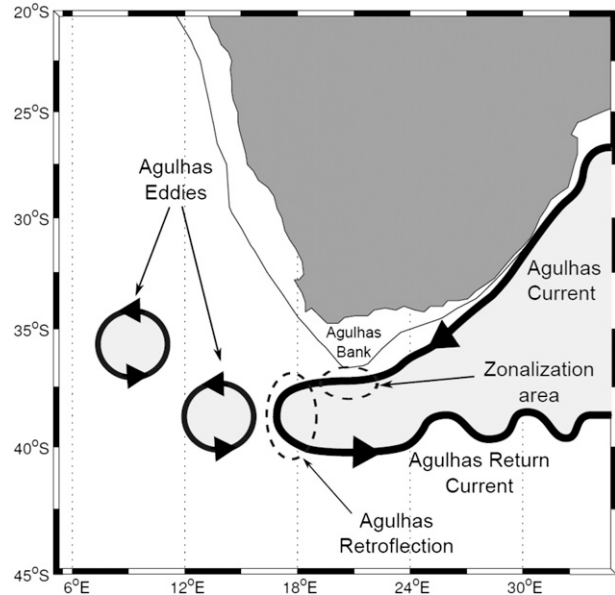 20°S
25°S
30°S
35°S
40°S
45°S
6°E
12°E
18°E
24°E
30°E
Agulhas
Eddies
Agulhas
Current
Agulhas
Bank
Zonalization
area
Agulhas Return
Current
Agulhas
Retroflection